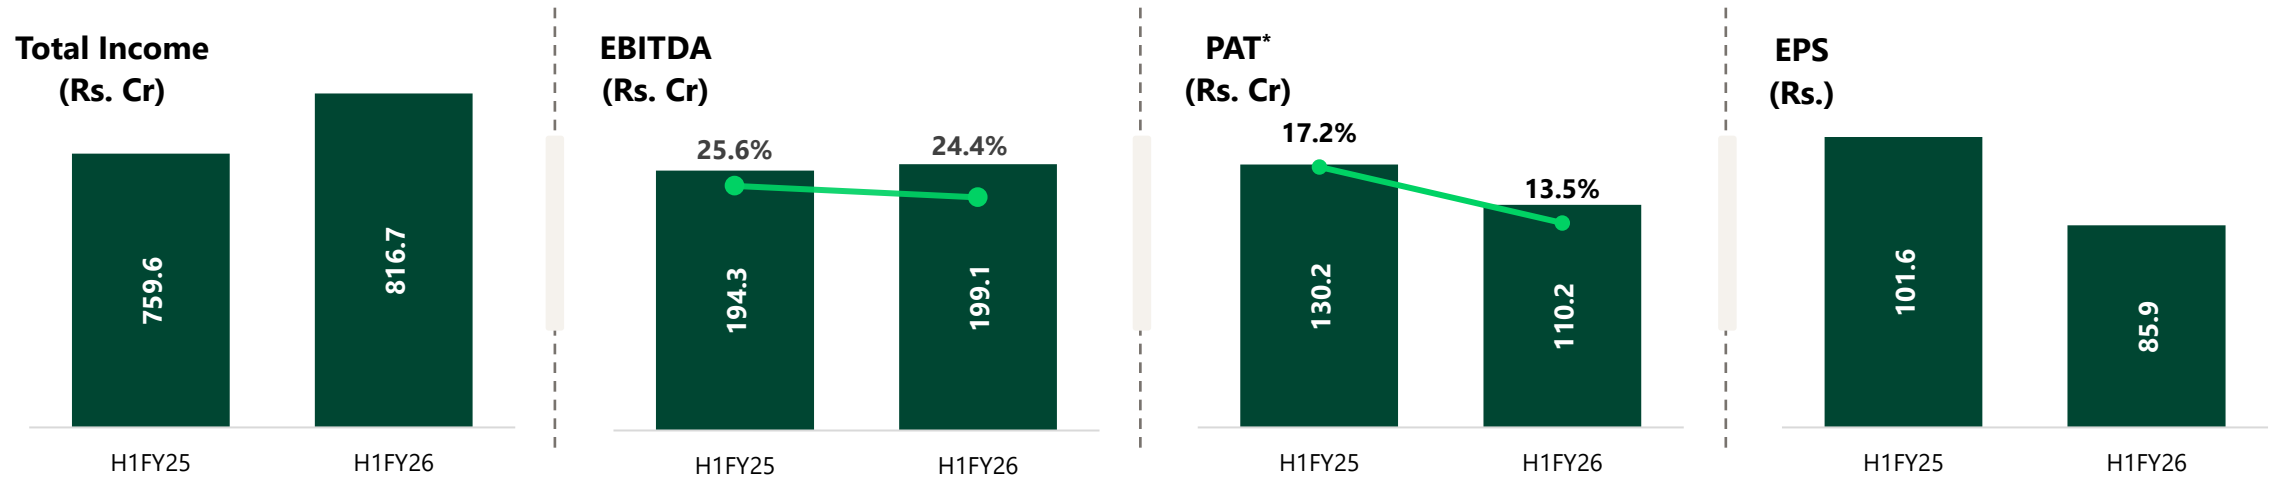 Total Income
(Rs. Cr)
759.6
816.7
H1FY25
H1FY26
EBITDA
(Rs. Cr)
25.6%
24.4%
194.3
199.1
H1FY25
H1FY26
PAT*
(Rs. Cr)
17.2%
13.5%
130.2
110.2
H1FY25
H1FY26
EPS
(Rs.)
101.6
85.9
H1FY25
H1FY26